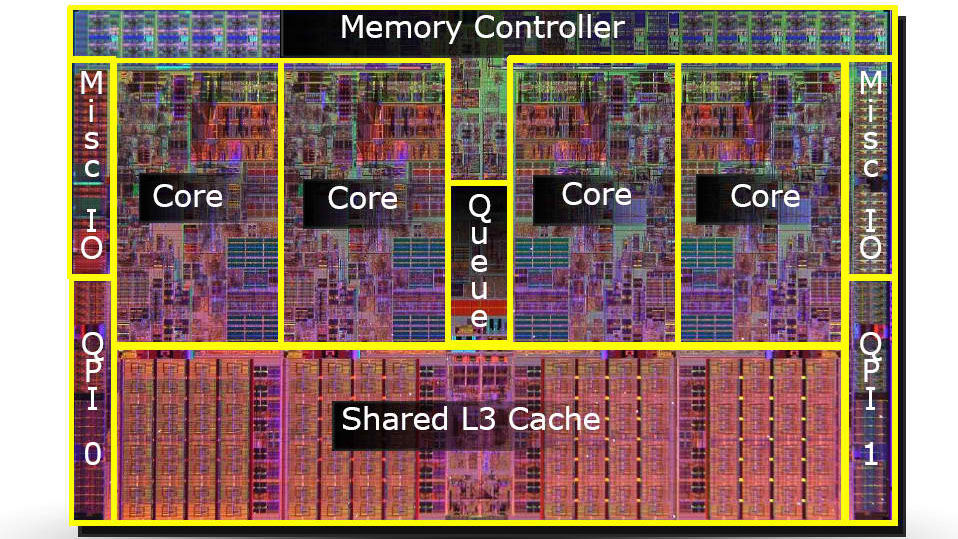 Memory Controller
Misc IO
Core
Core
Queue
Core
Core
Misc IO
QPI 0
Shared L3 Cache
QPI 1